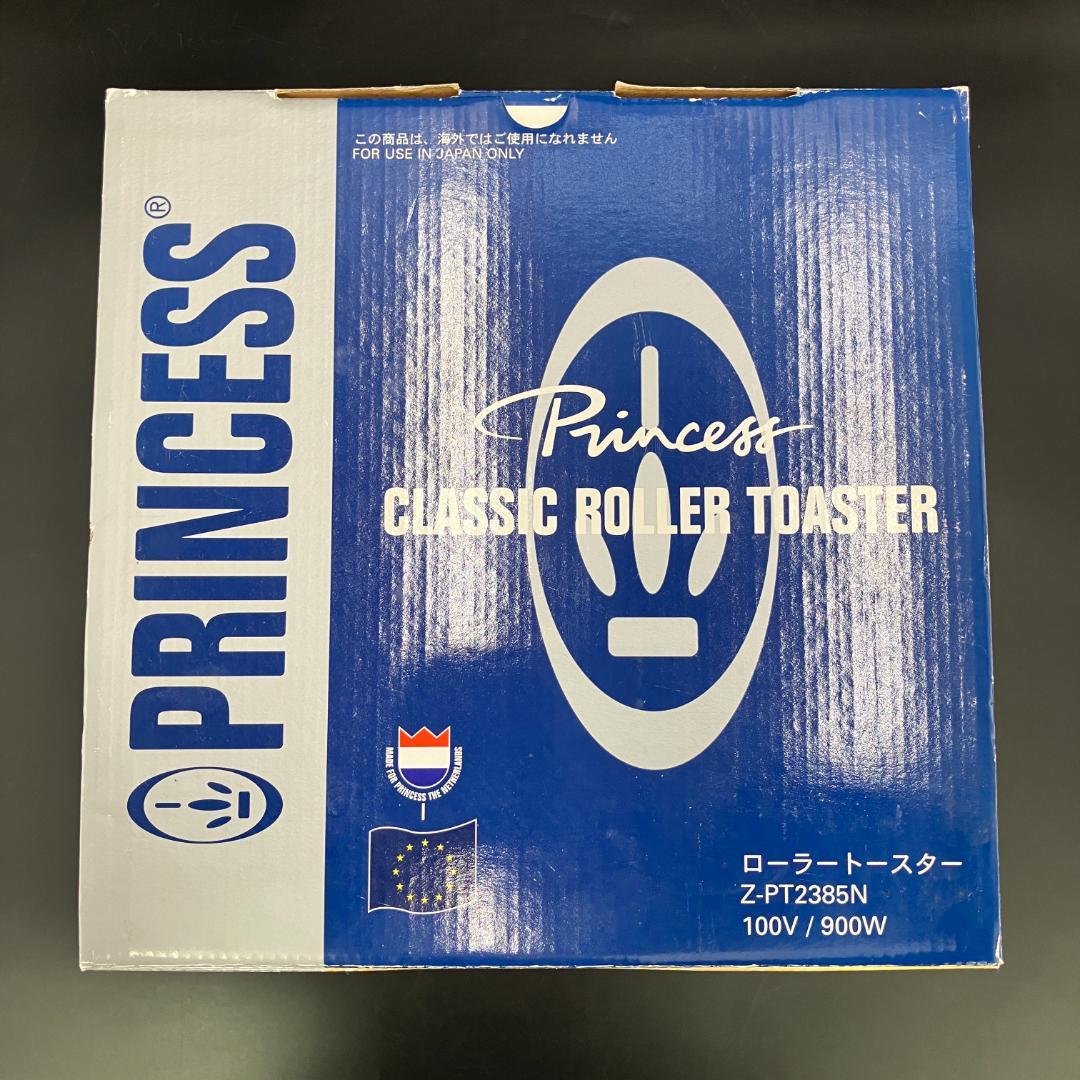 この商品は、海外ではご使用になれません
FOR USE IN JAPAN ONLY
PRINCESS®
Princess
CLASSIC ROLLER TOASTER
MADE FOR PRINCESS THE NETHERLANDS
ローラートースター
Z-PT2385N
100V / 900W